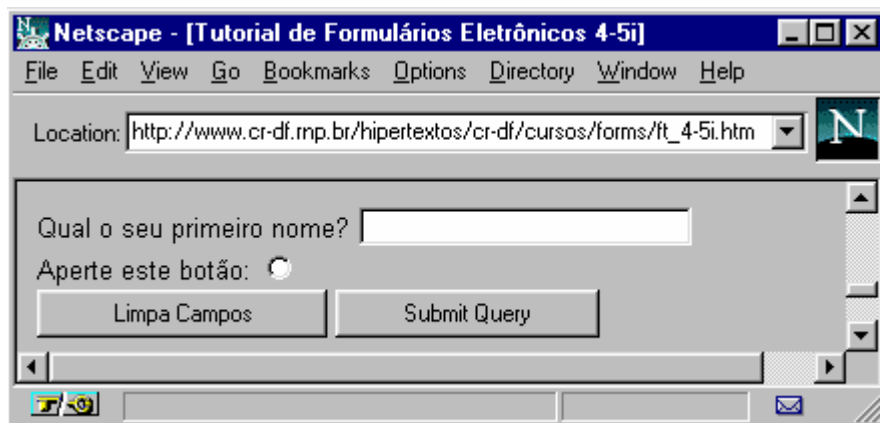 Netscape - [Tutorial de Formulários Eletrônicos 4-5i]
File Edit View Go Bookmarks Options Directory Window Help
Location: http://www.cr-df.rnp.br/hipertextos/cr-df/cursos/forms/ft_4-5i.htm
N
Qual o seu primeiro nome?
Aperte este botão:
Limpa Campos Submit Query